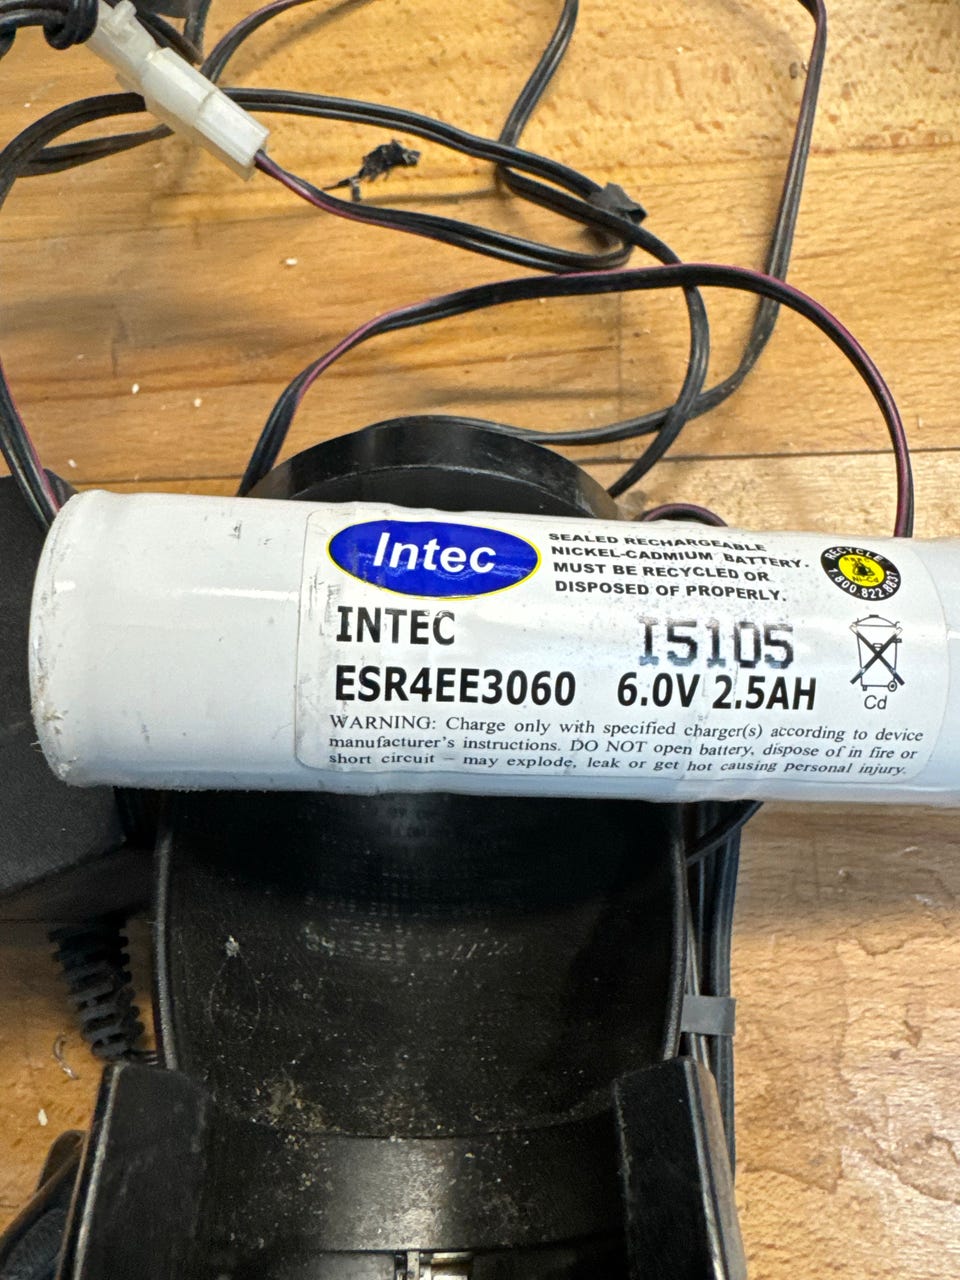 Intec
SEALED RECHARGEABLE
NICKEL-CADMIUM BATTERY.
MUST BE RECYCLED OR
DISPOSED OF PROPERLY.
RECYCLE
RBRC
Ni-Cd
1.800.822.8837
INTEC
I5105
ESR4EE3060 6.0V 2.5AH
Cd
WARNING: Charge only with specified charger(s) according to device
manufacturer's instructions. DO NOT open battery, dispose of in fire or
short circuit – may explode, leak or get hot causing personal injury.